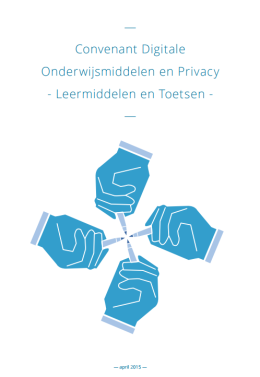 Convenant Digitale
Onderwijsmiddelen en Privacy
- Leermiddelen en Toetsen -
— april 2015 —